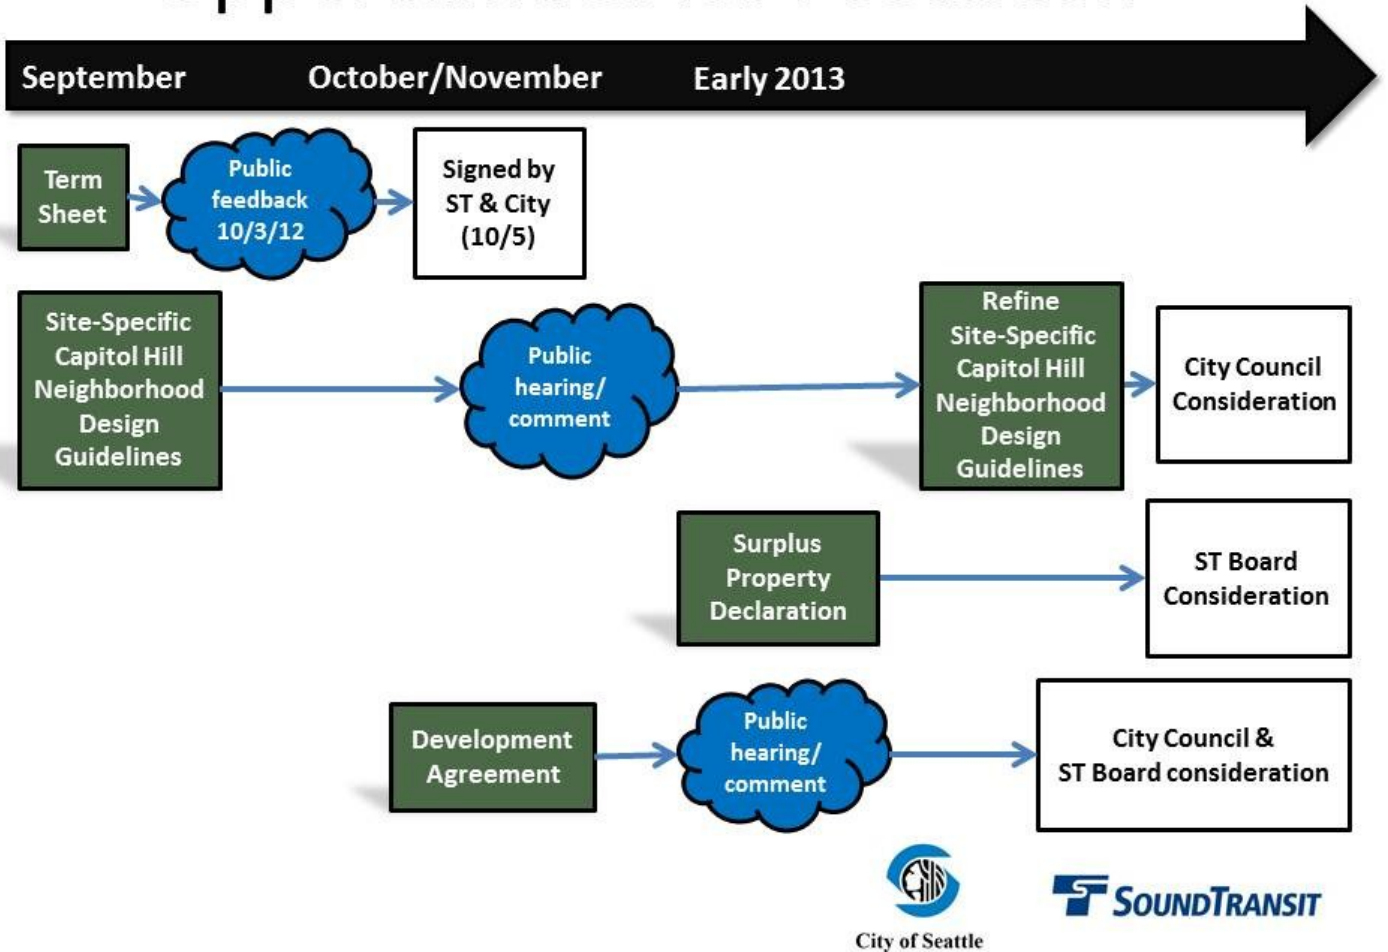 September October/November Early 2013
Term
Sheet
Public
feedback
10/3/12
Signed by
ST & City
(10/5)
Site-Specific
Capitol Hill
Neighborhood
Design
Guidelines
Public
hearing/
comment
Refine
Site-Specific
Capitol Hill
Neighborhood
Design
Guidelines
City Council
Consideration
Surplus
Property
Declaration
ST Board
Consideration
Development
Agreement
Public
hearing/
comment
City Council &
ST Board consideration
City of Seattle
SOUNDTRANSIT